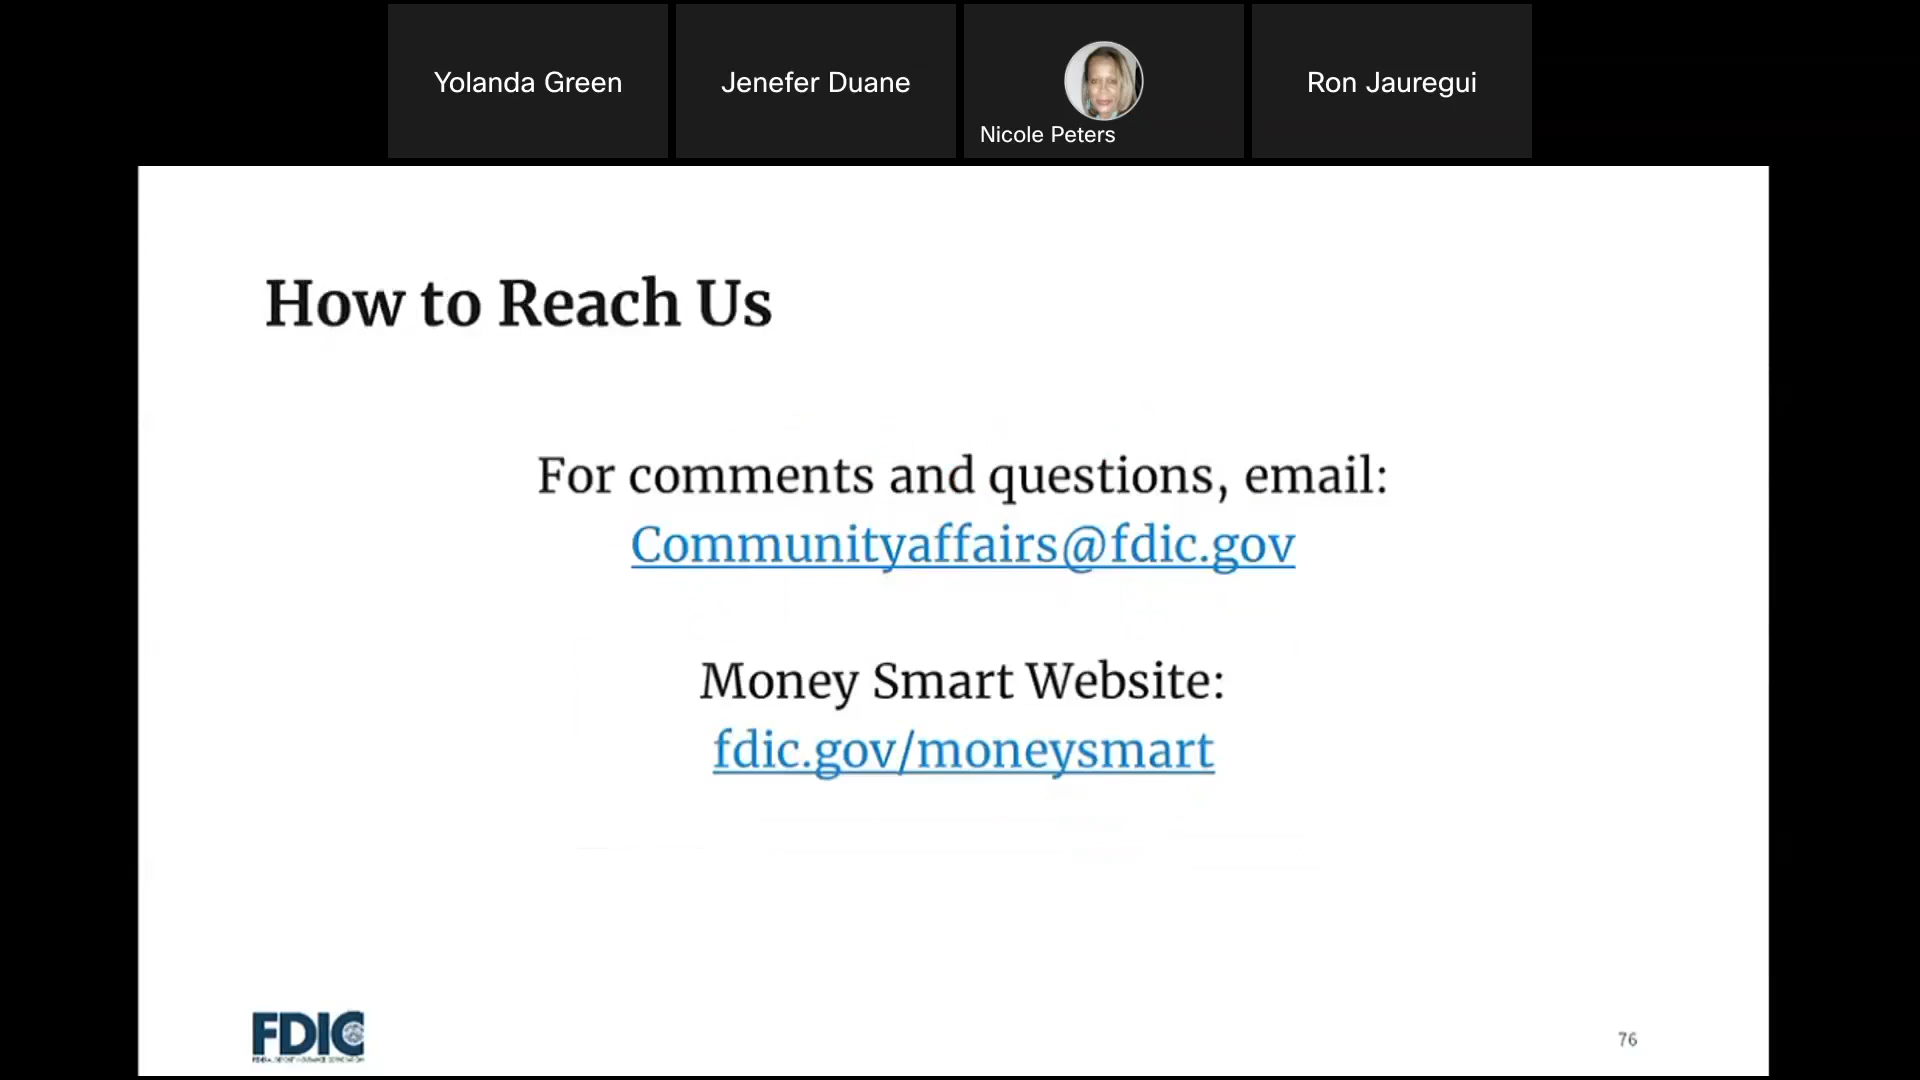 Yolanda Green
Jenefer Duane
Nicole Peters
Ron Jauregui
How to Reach Us
For comments and questions, email:
Communityaffairs@fdic.gov
Money Smart Website:
fdic.gov/moneysmart
FDIC
76